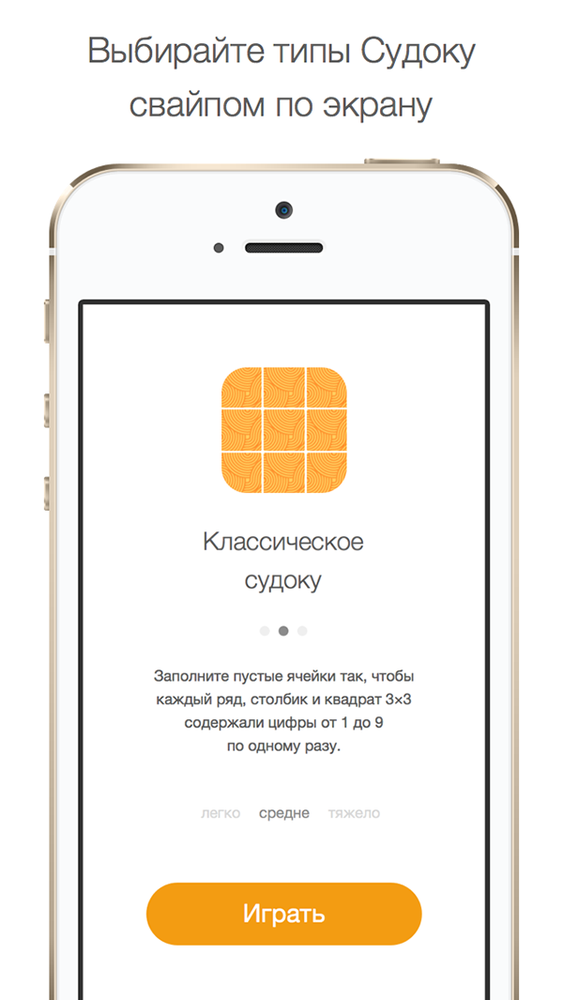 Выбирайте типы Судоку
свайпом по экрану
Классическое
судоку
Заполните пустые ячейки так, чтобы
каждый ряд, столбик и квадрат 3×3
содержали цифры от 1 до 9
по одному разу.
легко средне тяжело
Играть